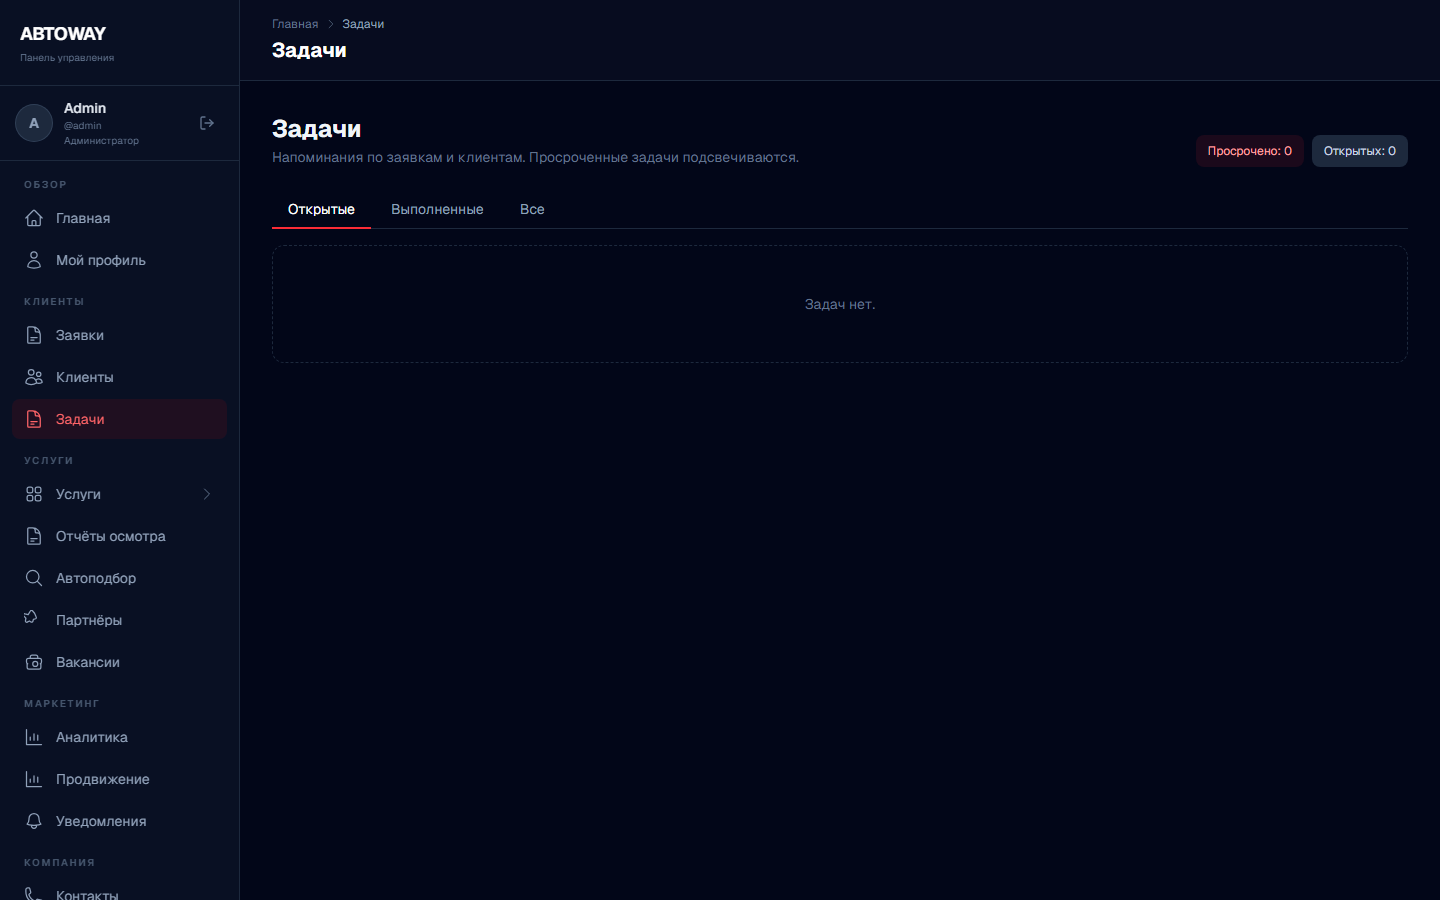 АВТОWAY
Панель управления
A
Admin
@admin
Администратор
ОБЗОР
Главная
Мой профиль
КЛИЕНТЫ
Заявки
Клиенты
Задачи
УСЛУГИ
Услуги
Отчёты осмотра
Автоподбор
Партнёры
Вакансии
МАРКЕТИНГ
Аналитика
Продвижение
Уведомления
КОМПАНИЯ
Контакты
Главная > Задачи
Задачи
Задачи
Напоминания по заявкам и клиентам. Просроченные задачи подсвечиваются.
Просрочено: 0 Открытых: 0
Открытые Выполненные Все
Задач нет.